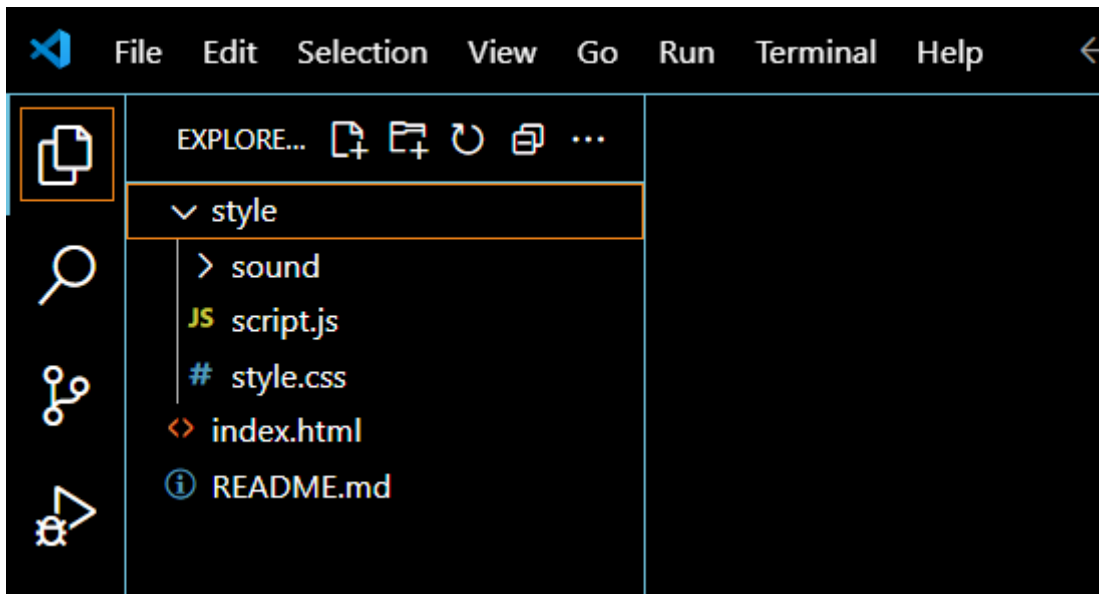 File Edit Selection View Go Run Terminal Help
EXPLORE...
style
sound
JS script.js
# style.css
<> index.html
README.md